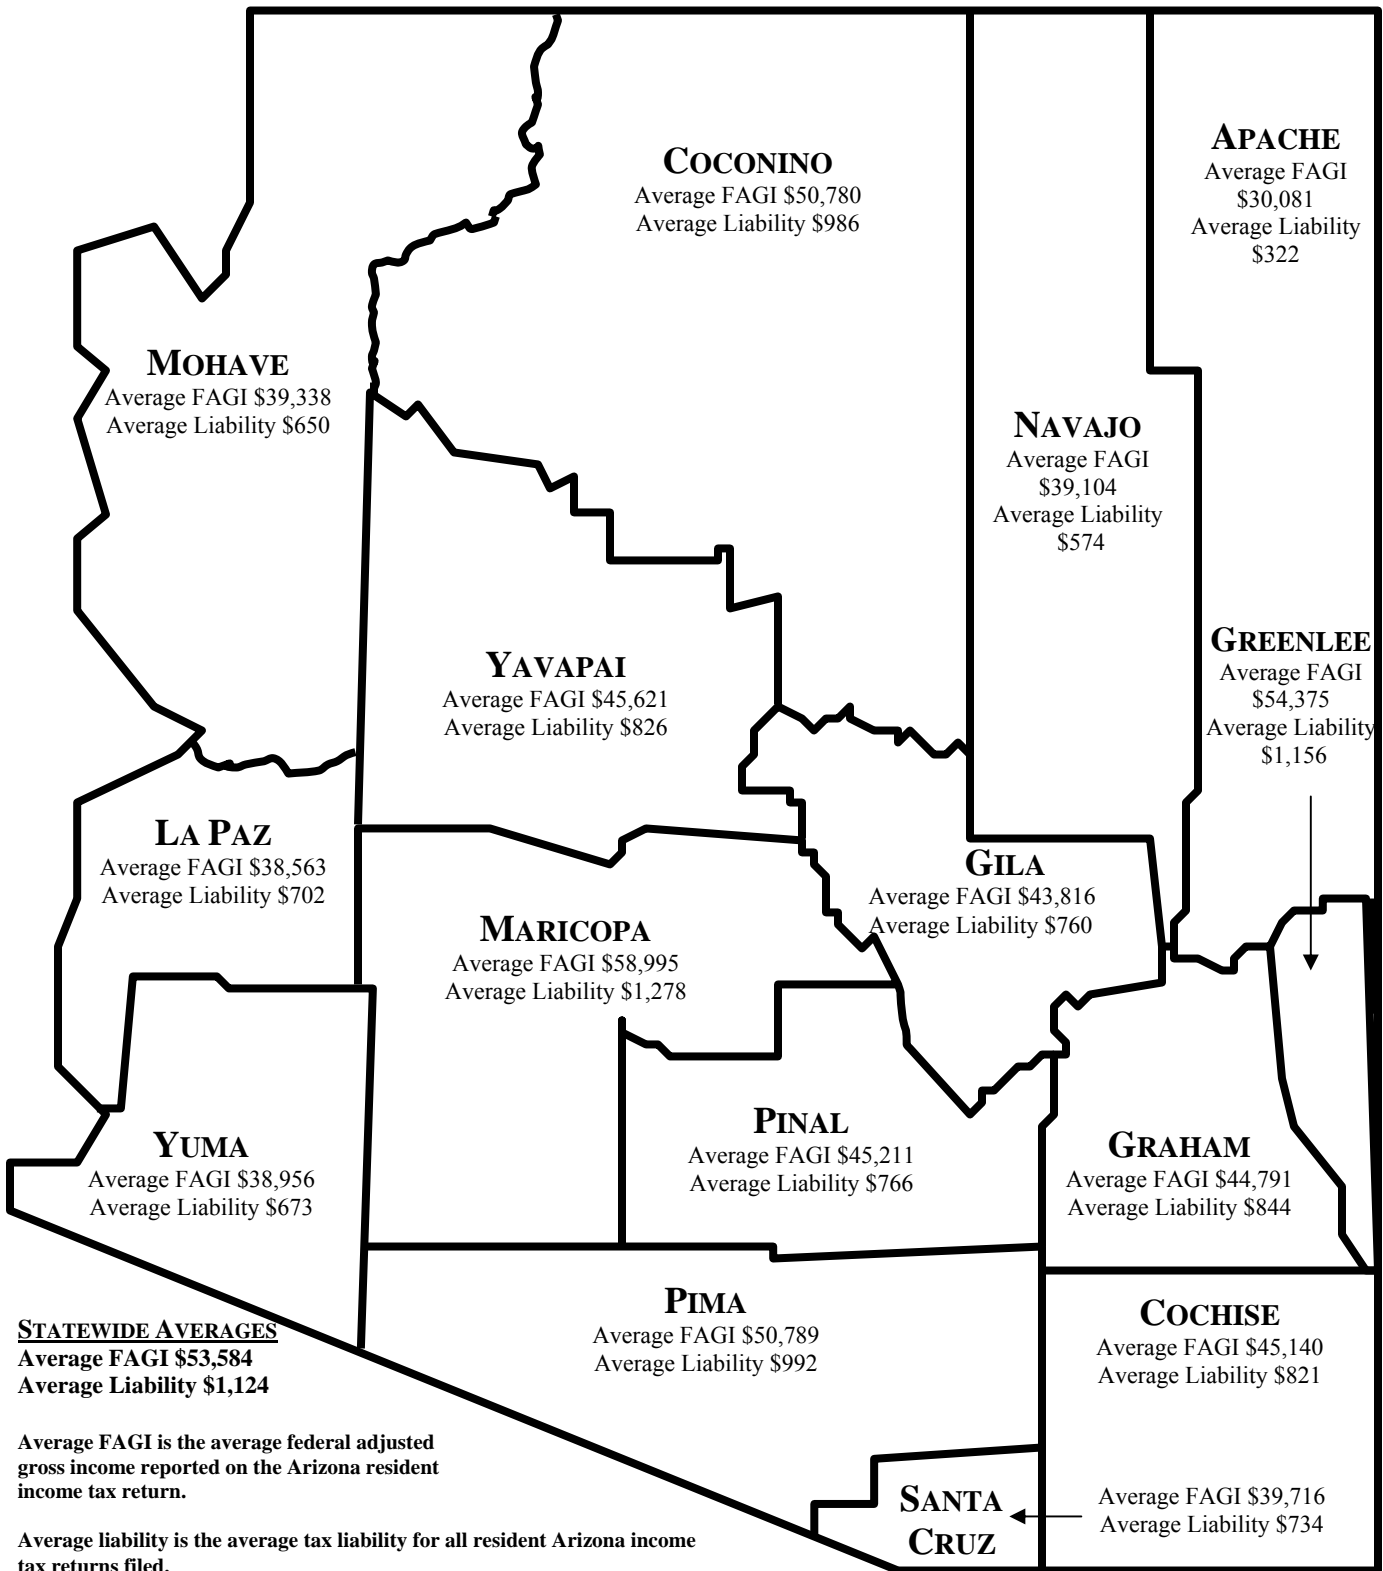 COCONINO
Average FAGI $50,780
Average Liability $986
APACHE
Average FAGI
$30,081
Average Liability
$322
MOHAVE
Average FAGI $39,338
Average Liability $650
NAVAJO
Average FAGI
$39,104
Average Liability
$574
GREENLEE
Average FAGI
$54,375
Average Liability
$1,156
YAVAPAI
Average FAGI $45,621
Average Liability $826
LA PAZ
Average FAGI $38,563
Average Liability $702
GILA
Average FAGI $43,816
Average Liability $760
MARICOPA
Average FAGI $58,995
Average Liability $1,278
PINAL
Average FAGI $45,211
Average Liability $766
YUMA
Average FAGI $38,956
Average Liability $673
GRAHAM
Average FAGI $44,791
Average Liability $844
PIMA
Average FAGI $50,789
Average Liability $992
COCHISE
Average FAGI $45,140
Average Liability $821
SANTA
CRUZ
Average FAGI $39,716
Average Liability $734
STATEWIDE AVERAGES
Average FAGI $53,584
Average Liability $1,124
Average FAGI is the average federal adjusted
gross income reported on the Arizona resident
income tax return.
Average liability is the average tax liability for all resident Arizona income
tax returns filed.